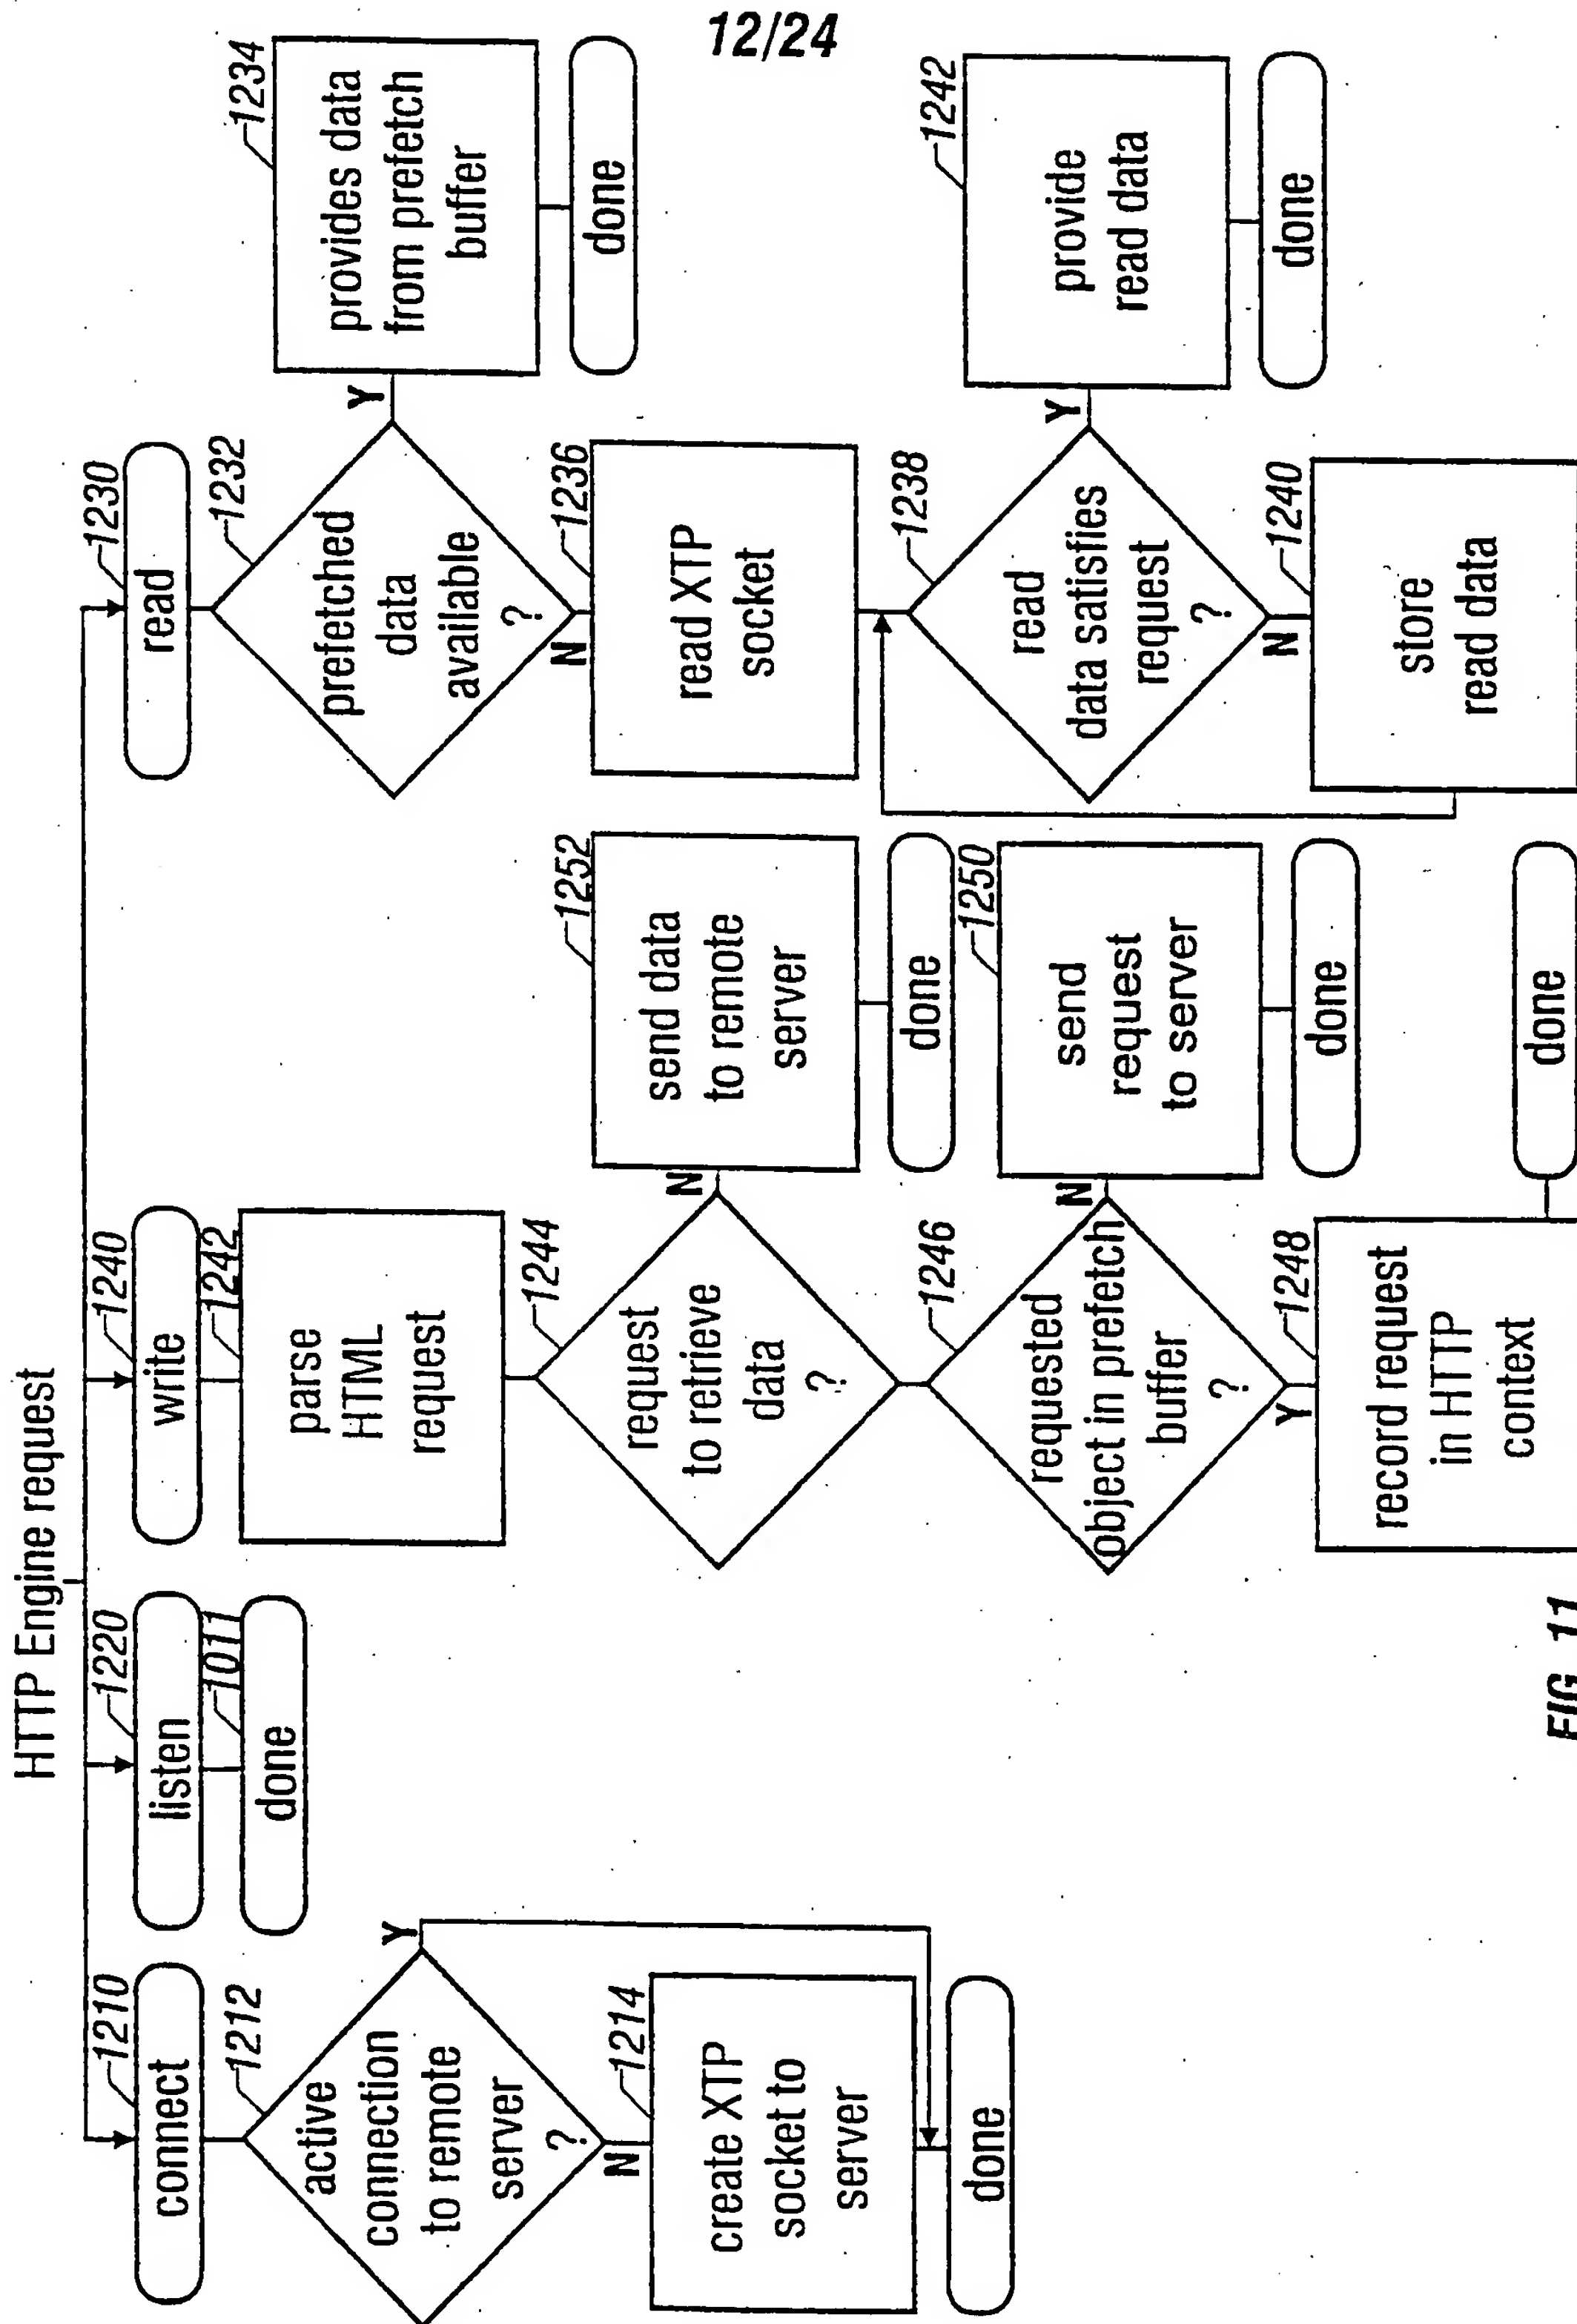 12/24
HTTP Engine request
1210
connect
1212
active
connection
to remote
server
?
Y
N
1214
create XTP
socket to
server
done
1220
listen
1011
done
1240
write
1242
parse
HTML
request
1244
request
to retrieve
data
?
N
1252
send data
to remote
server
done
1246
requested
object in prefetch
buffer
?
N
1250
send
request
to server
done
Y
1248
record request
in HTTP
context
done
1230
read
1232
prefetched
data
available
?
Y
1234
provides data
from prefetch
buffer
done
N
1236
read XTP
socket
1238
read
data satisfies
request
?
Y
1242
provide
read data
done
N
1240
store
read data
FIG. 11